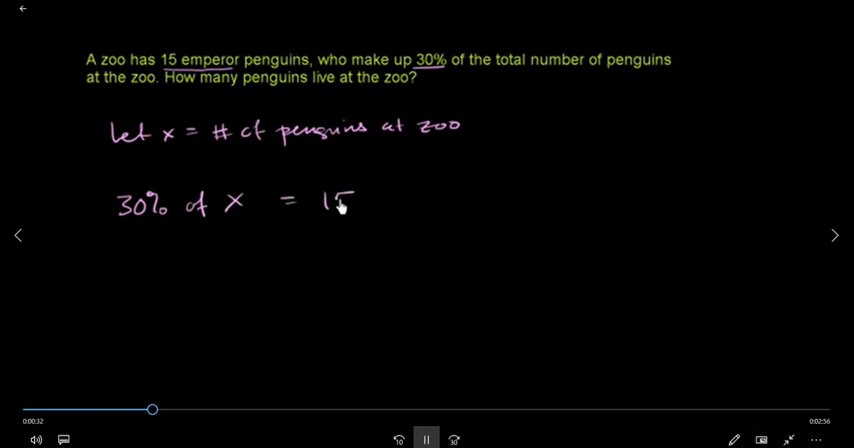 A zoo has 15 emperor penguins, who make up 30% of the total number of penguins
at the zoo. How many penguins live at the zoo?
Let x = # of penguins at zoo
30% of x = 15
0:00:32
0:02:56
10
30